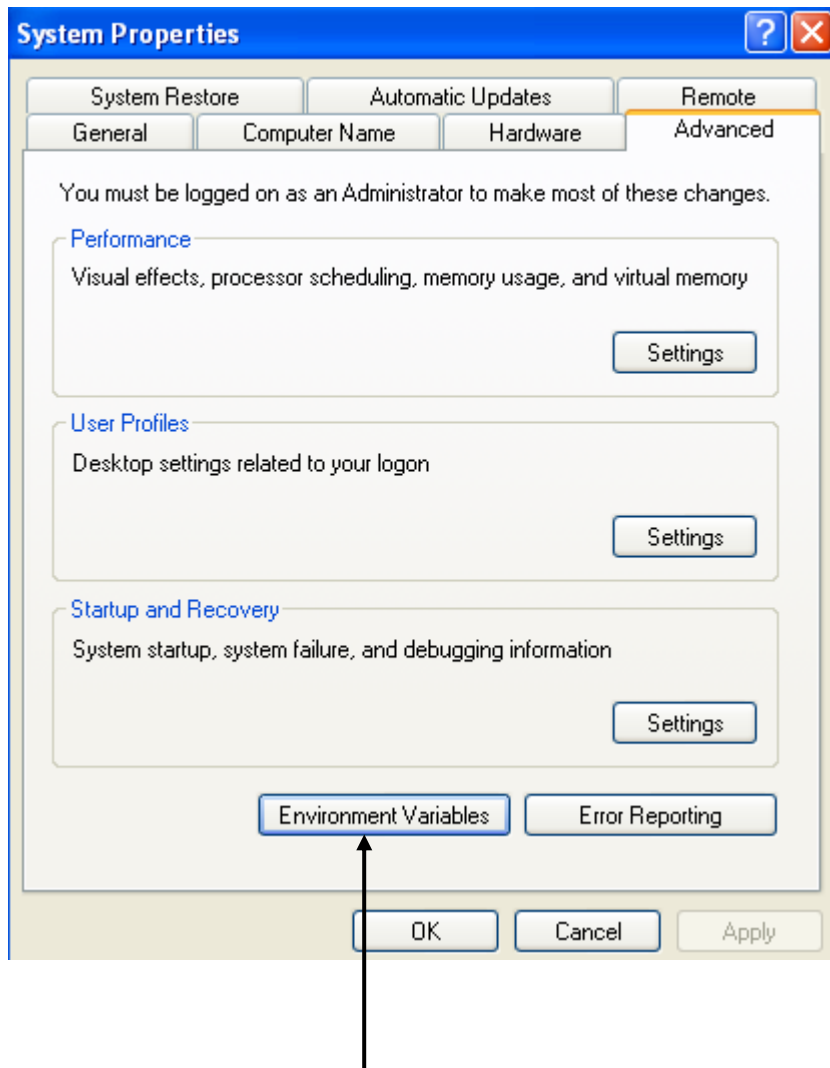 System Properties
?
System Restore Automatic Updates Remote
General Computer Name Hardware Advanced
You must be logged on as an Administrator to make most of these changes.
Performance
Visual effects, processor scheduling, memory usage, and virtual memory
Settings
User Profiles
Desktop settings related to your logon
Settings
Startup and Recovery
System startup, system failure, and debugging information
Settings
Environment Variables Error Reporting
OK Cancel Apply